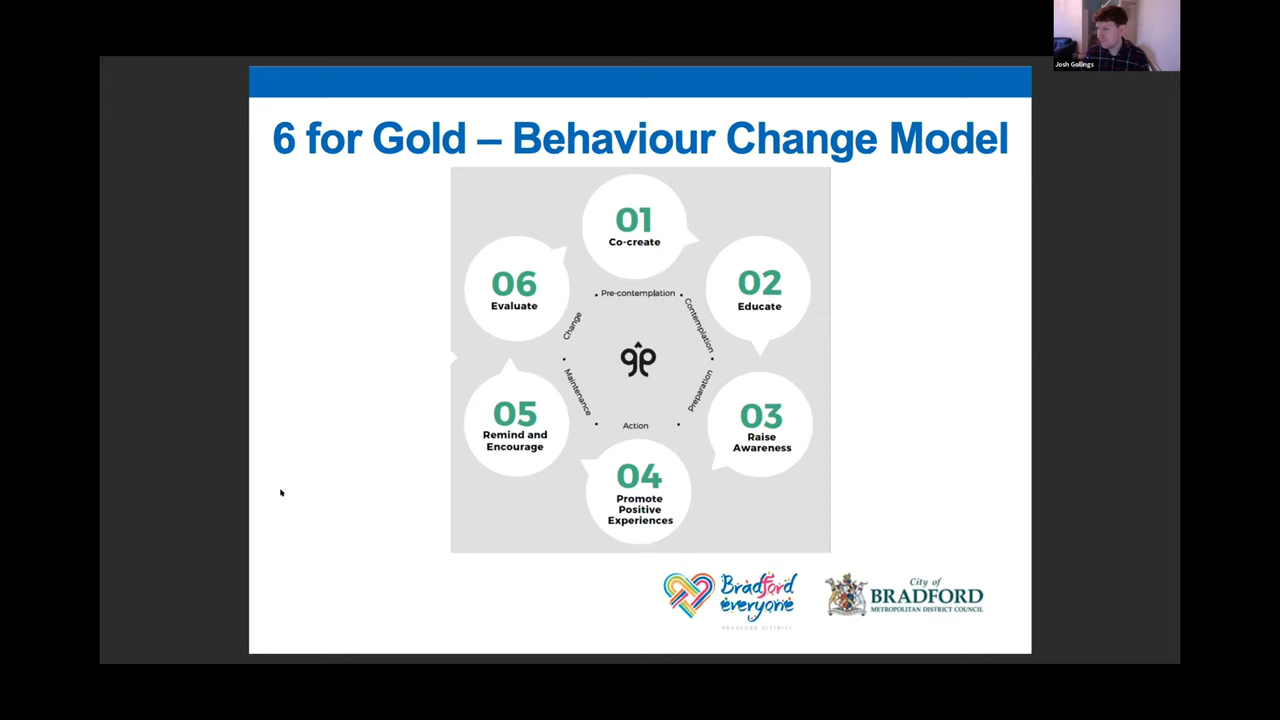 Josh Gollings
6 for Gold – Behaviour Change Model
01
Co-create
02
Educate
03
Raise
Awareness
04
Promote
Positive
Experiences
05
Remind and
Encourage
06
Evaluate
Pre-contemplation
Contemplation
Preparation
Action
Maintenance
Change
Bradford
everyone
BRADFORD DISTRICT
City of
BRADFORD
METROPOLITAN DISTRICT COUNCIL